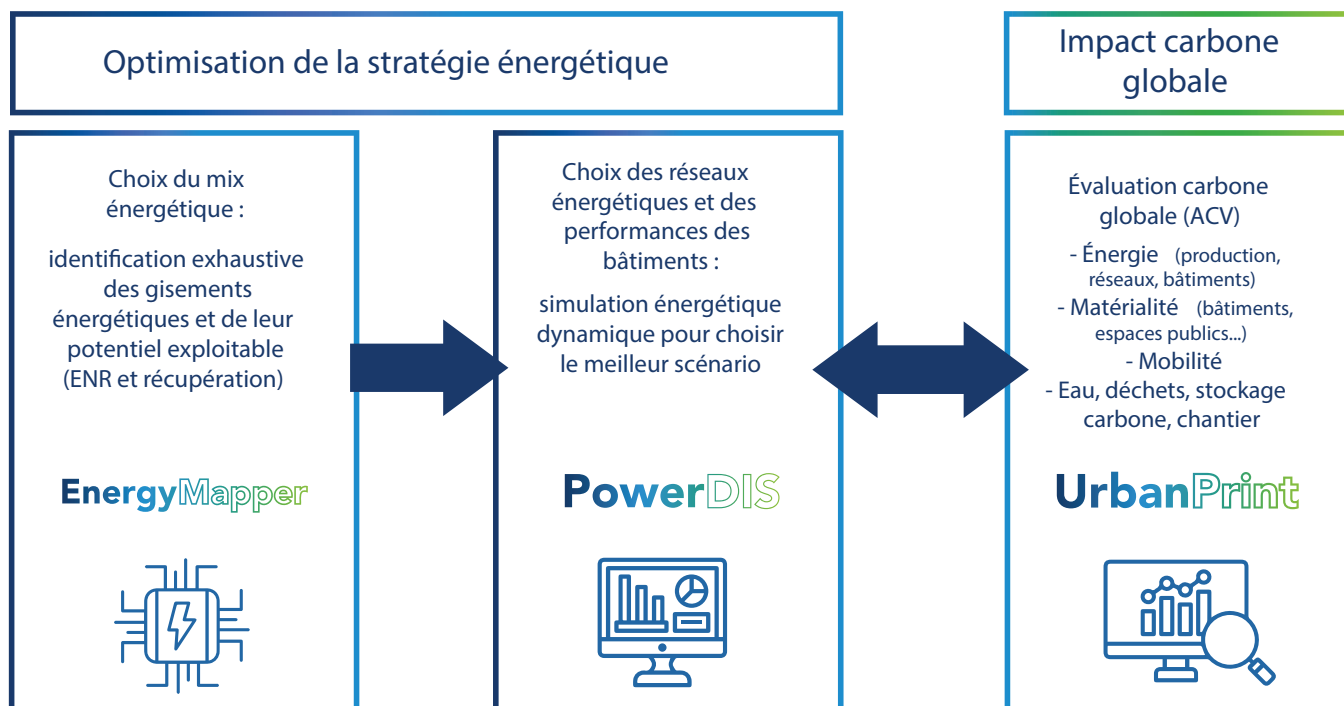 Optimisation de la stratégie énergétique
Impact carbone
globale
Choix du mix
énergétique :
identification exhaustive
des gisements
énergétiques et de leur
potentiel exploitable
(ENR et récupération)
EnergyMapper
Choix des réseaux
énergétiques et des
performances des
bâtiments :
simulation énergétique
dynamique pour choisir
le meilleur scénario
PowerDIS
Évaluation carbone
globale (ACV)
- Énergie (production,
réseaux, bâtiments)
- Matérialité (bâtiments,
espaces publics...)
- Mobilité
- Eau, déchets, stockage
carbone, chantier
UrbanPrint